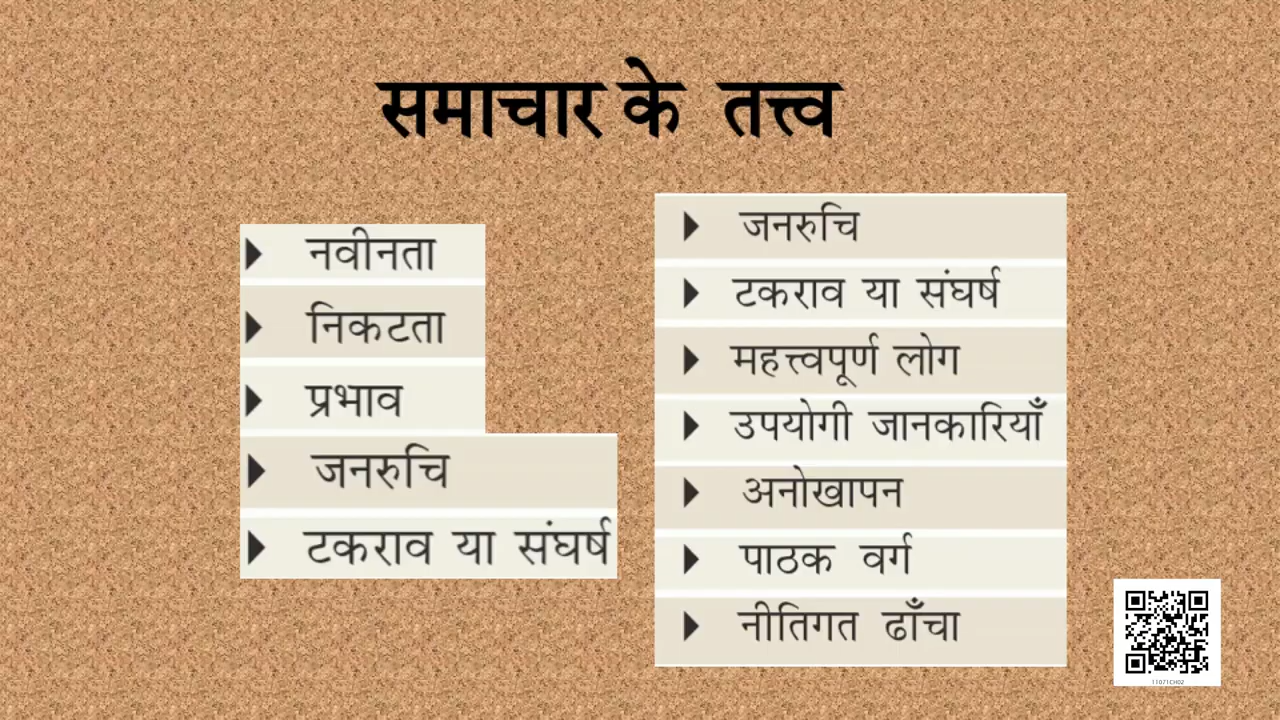 समाचार के तत्त्व
नवीनता
निकटता
प्रभाव
जनरुचि
टकराव या संघर्ष
जनरुचि
टकराव या संघर्ष
महत्त्वपूर्ण लोग
उपयोगी जानकारियाँ
अनोखापन
पाठक वर्ग
नीतिगत ढाँचा
11071CH02